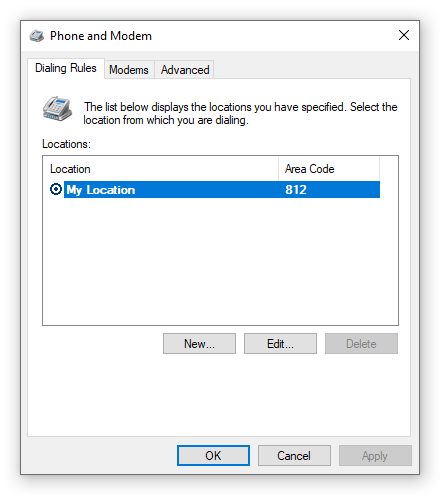 Phone and Modem
Dialing Rules
Modems
Advanced
The list below displays the locations you have specified. Select the
location from which you are dialing.
Locations:
Location Area Code
My Location 812
New... Edit... Delete
OK Cancel Apply